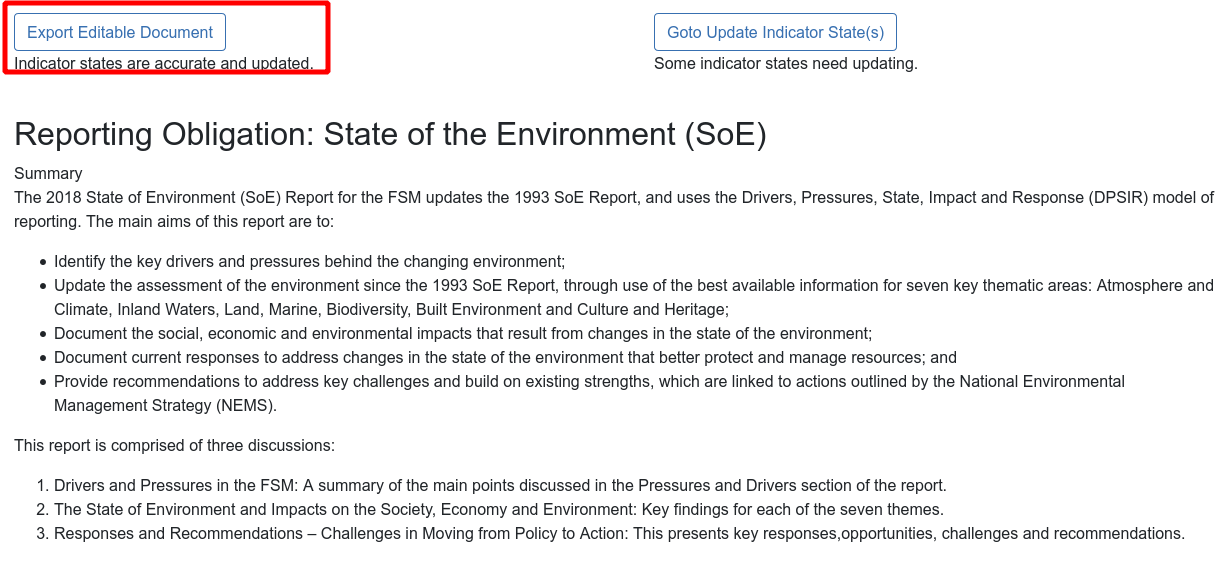 Export Editable Document
Indicator states are accurate and updated.
Goto Update Indicator State(s)
Some indicator states need updating.
Reporting Obligation: State of the Environment (SoE)
Summary
The 2018 State of Environment (SoE) Report for the FSM updates the 1993 SoE Report, and uses the Drivers, Pressures, State, Impact and Response (DPSIR) model of
reporting. The main aims of this report are to:
• Identify the key drivers and pressures behind the changing environment;
• Update the assessment of the environment since the 1993 SoE Report, through use of the best available information for seven key thematic areas: Atmosphere and
Climate, Inland Waters, Land, Marine, Biodiversity, Built Environment and Culture and Heritage;
• Document the social, economic and environmental impacts that result from changes in the state of the environment;
• Document current responses to address changes in the state of the environment that better protect and manage resources; and
• Provide recommendations to address key challenges and build on existing strengths, which are linked to actions outlined by the National Environmental
Management Strategy (NEMS).
This report is comprised of three discussions:
1. Drivers and Pressures in the FSM: A summary of the main points discussed in the Pressures and Drivers section of the report.
2. The State of Environment and Impacts on the Society, Economy and Environment: Key findings for each of the seven themes.
3. Responses and Recommendations – Challenges in Moving from Policy to Action: This presents key responses,opportunities, challenges and recommendations.